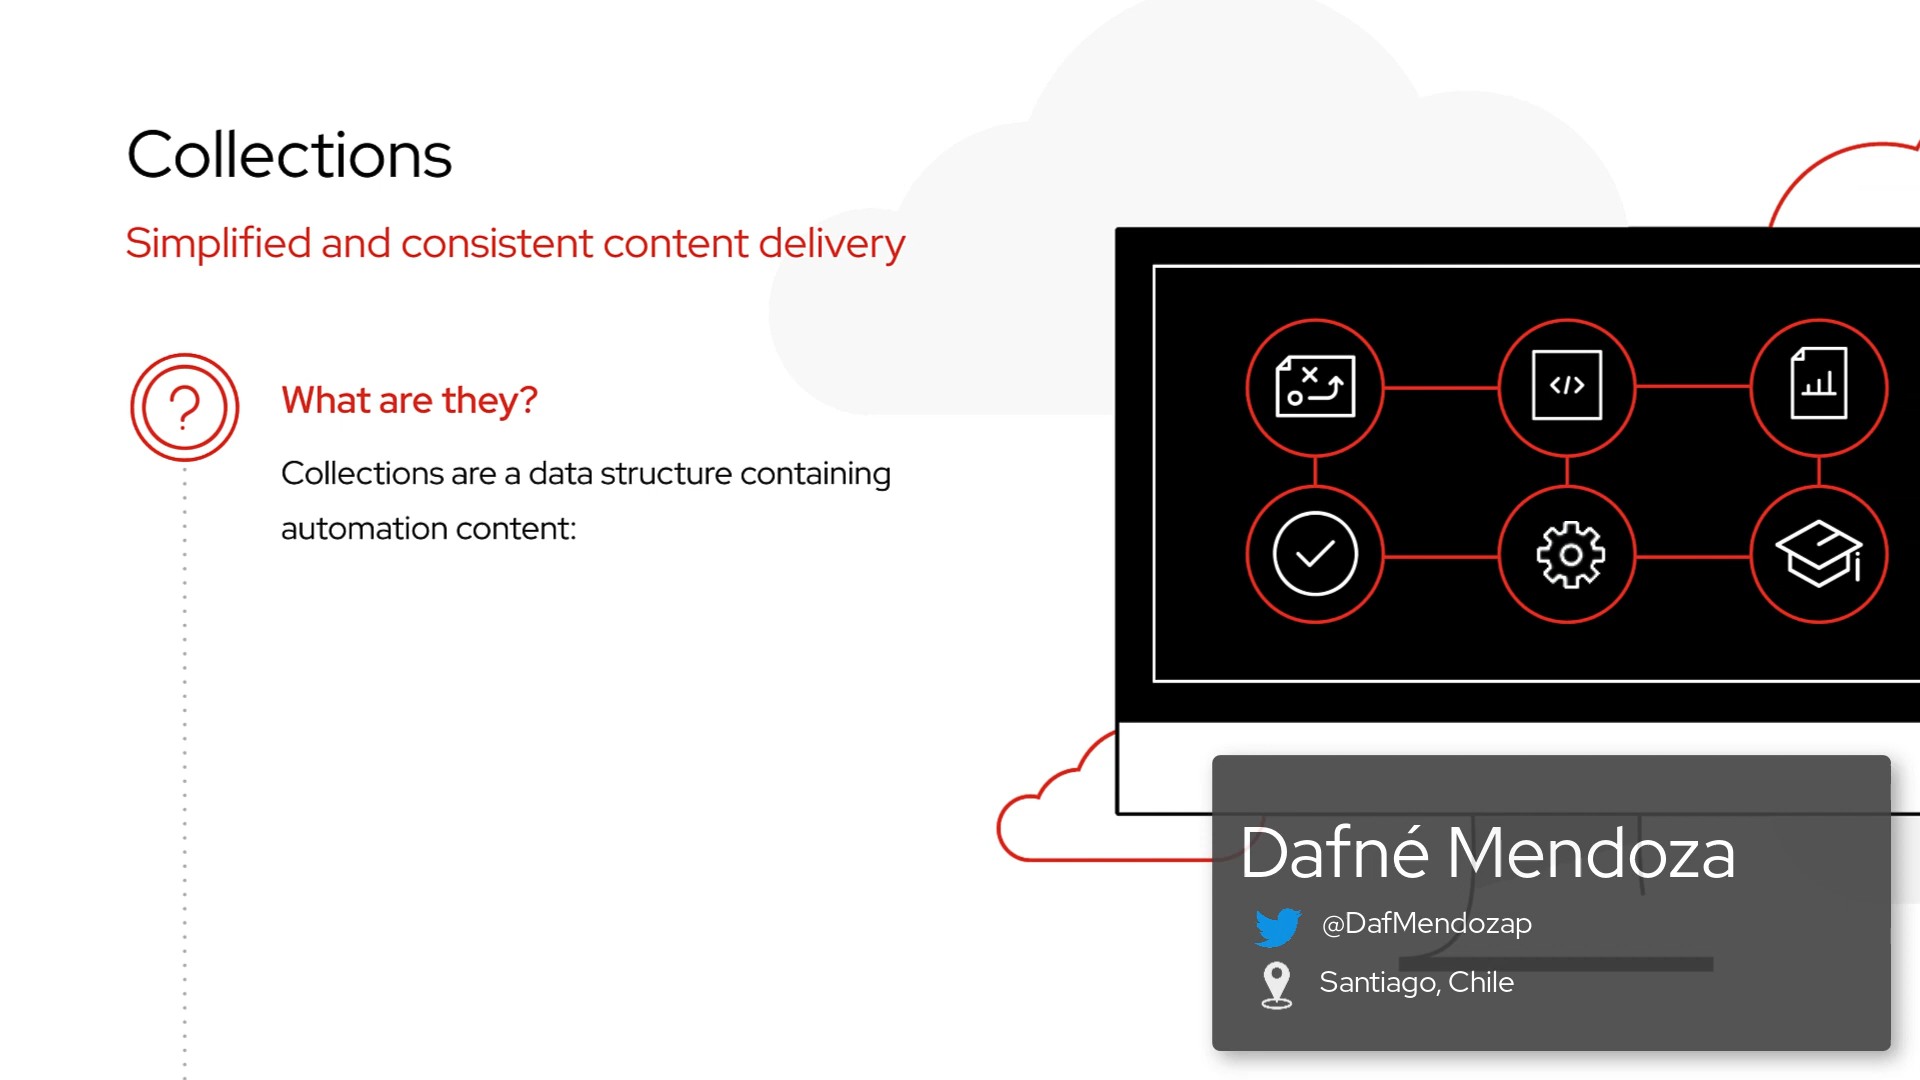 Collections
Simplified and consistent content delivery
What are they?
Collections are a data structure containing
automation content:
Dafné Mendoza
@DafMendozap
Santiago, Chile